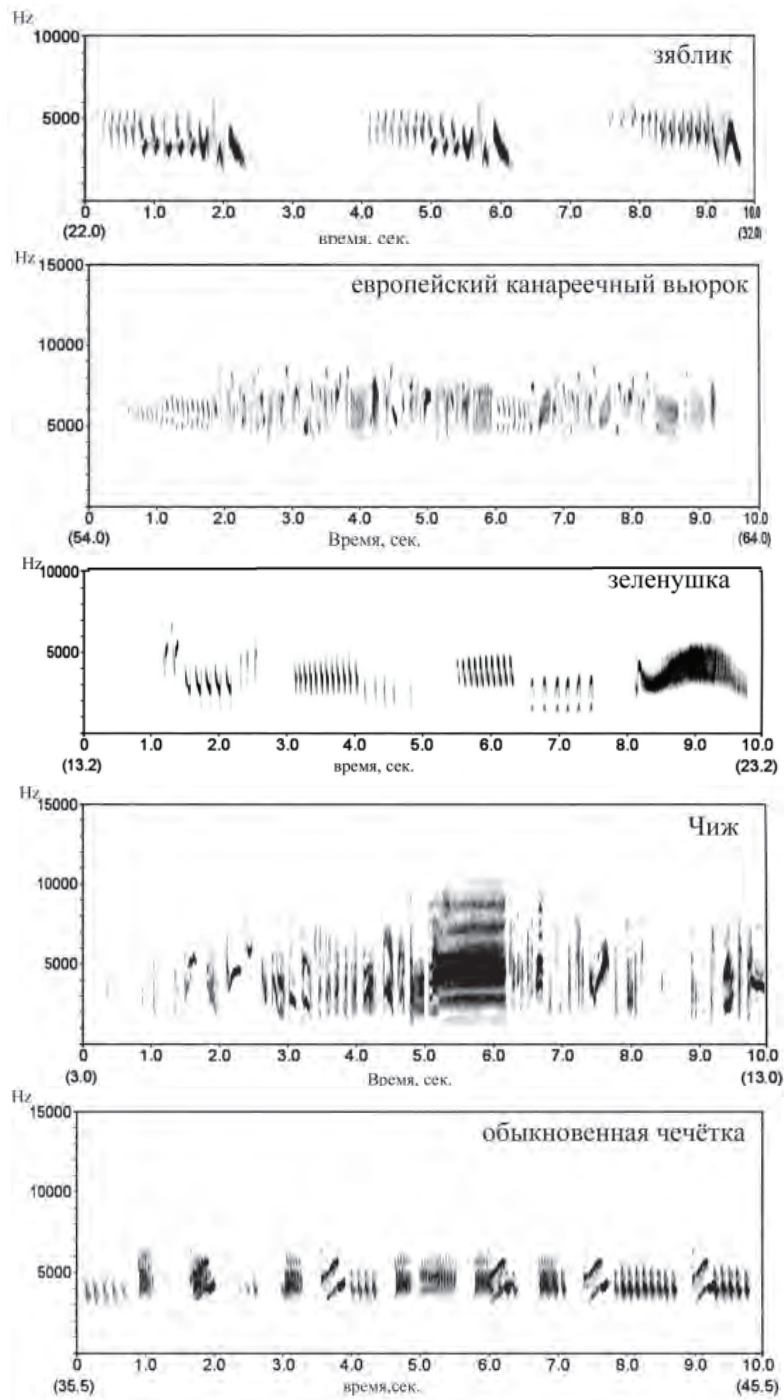 Hz
10000
зяблик
5000
0 1.0 2.0 3.0 4.0 5.0 6.0 7.0 8.0 9.0 10.0
(22.0) время, сек. (32.0)
Hz
15000
европейский канареечный вьюрок
10000
5000
0 1.0 2.0 3.0 4.0 5.0 6.0 7.0 8.0 9.0 10.0
(54.0) Время, сек. (64.0)
Hz
10000
зеленушка
5000
0 1.0 2.0 3.0 4.0 5.0 6.0 7.0 8.0 9.0 10.0
(13.2) время, сек. (23.2)
Hz
15000
Чиж
10000
5000
0 1.0 2.0 3.0 4.0 5.0 6.0 7.0 8.0 9.0 10.0
(3.0) Время, сек. (13.0)
Hz
15000
обыкновенная чечётка
10000
5000
0 1.0 2.0 3.0 4.0 5.0 6.0 7.0 8.0 9.0 10.0
(35.5) время,сек. (45.5)